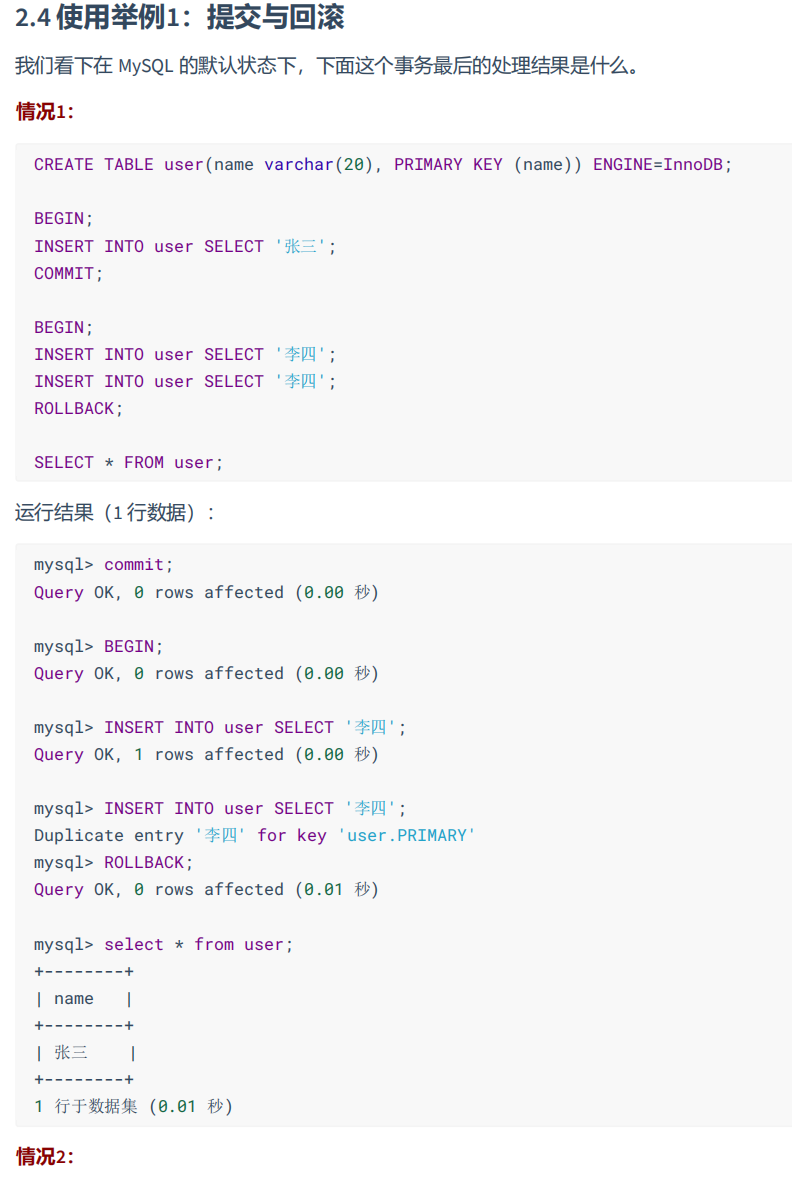 2.4 使用举例1：提交与回滚
我们看下在 MySQL 的默认状态下，下面这个事务最后的处理结果是什么。
情况1：
CREATE TABLE user(name varchar(20), PRIMARY KEY (name)) ENGINE=InnoDB;
BEGIN;
INSERT INTO user SELECT '张三';
COMMIT;
BEGIN;
INSERT INTO user SELECT '李四';
INSERT INTO user SELECT '李四';
ROLLBACK;
SELECT * FROM user;
运行结果（1 行数据）：
mysql> commit;
Query OK, 0 rows affected (0.00 秒)
mysql> BEGIN;
Query OK, 0 rows affected (0.00 秒)
mysql> INSERT INTO user SELECT '李四';
Query OK, 1 rows affected (0.00 秒)
mysql> INSERT INTO user SELECT '李四';
Duplicate entry '李四' for key 'user.PRIMARY'
mysql> ROLLBACK;
Query OK, 0 rows affected (0.01 秒)
mysql> select * from user;
+--------+
| name   |
+--------+
| 张三    |
+--------+
1 行于数据集 (0.01 秒)
情况2：